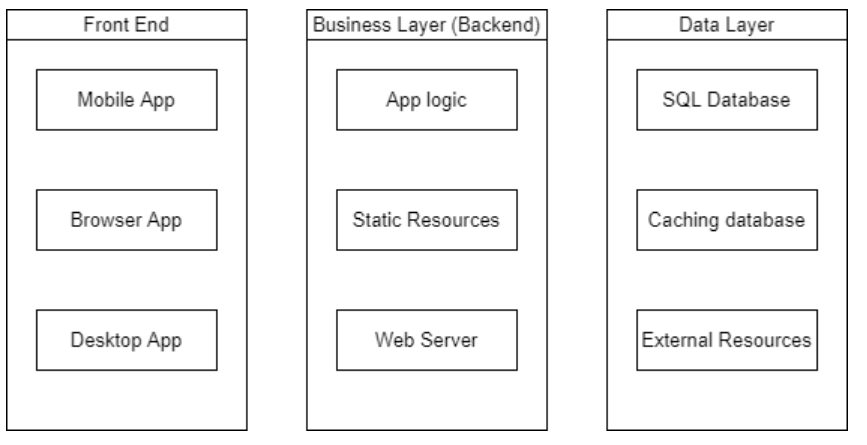 Front End
Mobile App
Browser App
Desktop App
Business Layer (Backend)
App logic
Static Resources
Web Server
Data Layer
SQL Database
Caching database
External Resources